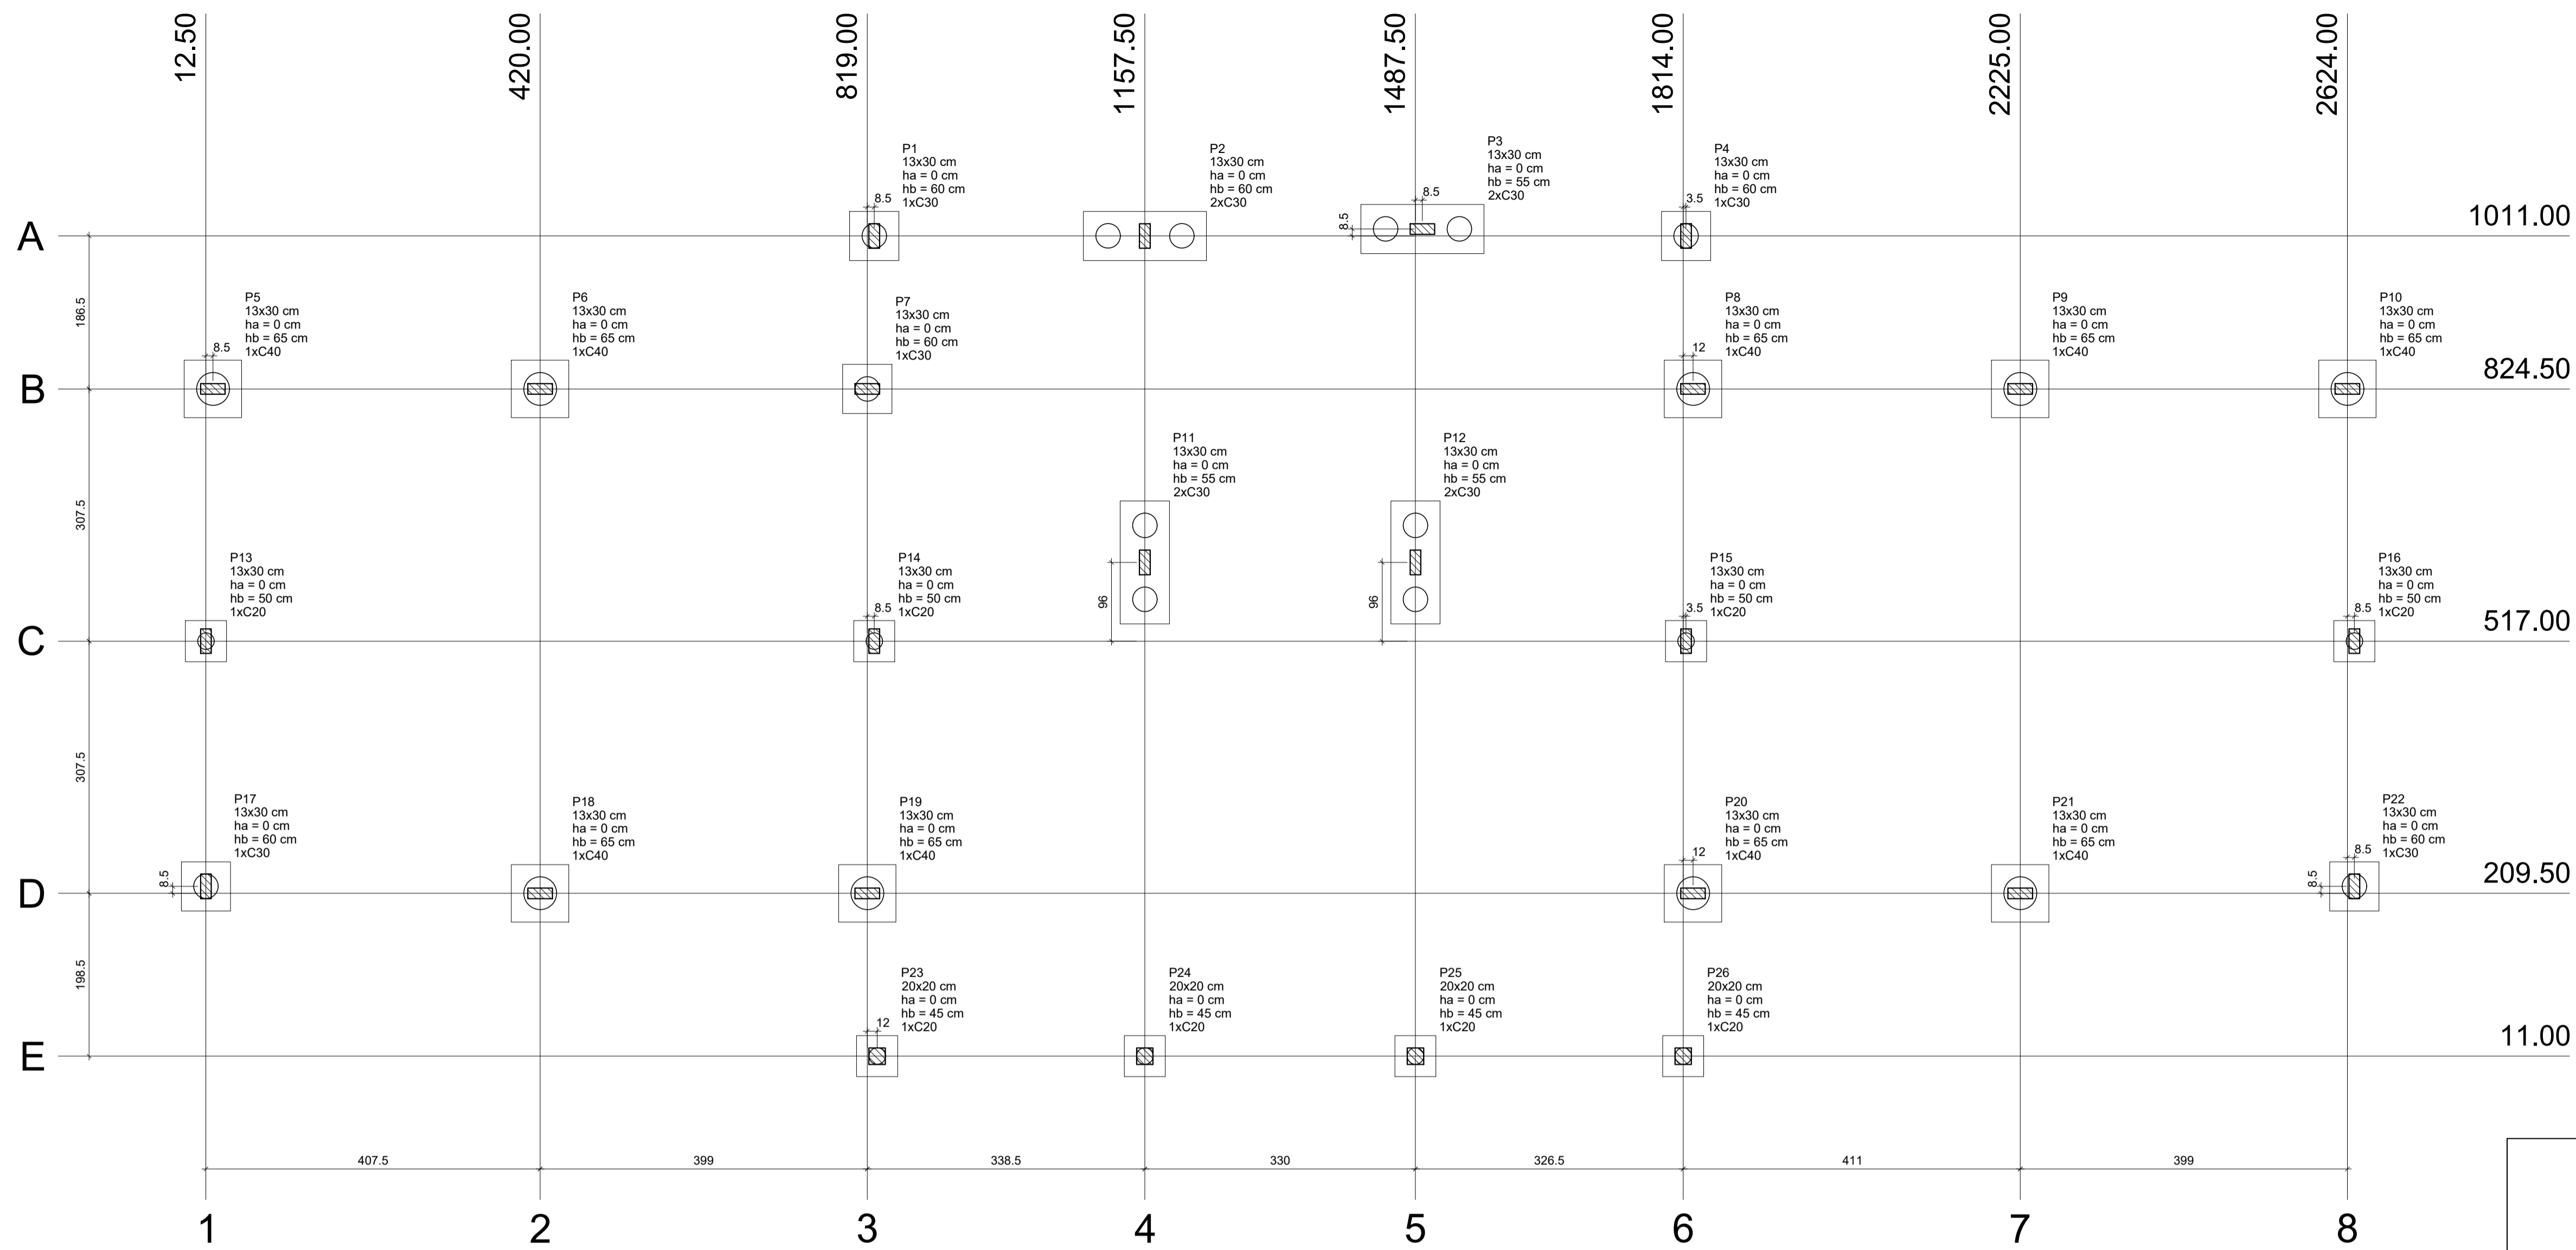 12.50
420.00
819.00
1157.50
1487.50
1814.00
2225.00
2624.00
P1
13x30 cm
ha = 0 cm
hb = 60 cm
1xC30
8.5
P2
13x30 cm
ha = 0 cm
hb = 60 cm
2xC30
P3
13x30 cm
ha = 0 cm
hb = 55 cm
2xC30
8.5
8.5
P4
13x30 cm
ha = 0 cm
hb = 60 cm
1xC30
3.5
A
1011.00
186.5
P5
13x30 cm
ha = 0 cm
hb = 65 cm
1xC40
8.5
P6
13x30 cm
ha = 0 cm
hb = 65 cm
1xC40
P7
13x30 cm
ha = 0 cm
hb = 60 cm
1xC30
P8
13x30 cm
ha = 0 cm
hb = 65 cm
1xC40
12
P9
13x30 cm
ha = 0 cm
hb = 65 cm
1xC40
P10
13x30 cm
ha = 0 cm
hb = 65 cm
1xC40
B
824.50
307.5
P11
13x30 cm
ha = 0 cm
hb = 55 cm
2xC30
96
P12
13x30 cm
ha = 0 cm
hb = 55 cm
2xC30
96
P13
13x30 cm
ha = 0 cm
hb = 50 cm
1xC20
P14
13x30 cm
ha = 0 cm
hb = 50 cm
1xC20
8.5
P15
13x30 cm
ha = 0 cm
hb = 50 cm
1xC20
3.5
P16
13x30 cm
ha = 0 cm
hb = 50 cm
1xC20
8.5
C
517.00
307.5
P17
13x30 cm
ha = 0 cm
hb = 60 cm
1xC30
8.5
P18
13x30 cm
ha = 0 cm
hb = 65 cm
1xC40
P19
13x30 cm
ha = 0 cm
hb = 65 cm
1xC40
P20
13x30 cm
ha = 0 cm
hb = 65 cm
1xC40
12
P21
13x30 cm
ha = 0 cm
hb = 65 cm
1xC40
P22
13x30 cm
ha = 0 cm
hb = 60 cm
1xC30
8.5
8.5
D
209.50
198.5
P23
20x20 cm
ha = 0 cm
hb = 45 cm
1xC20
12
P24
20x20 cm
ha = 0 cm
hb = 45 cm
1xC20
P25
20x20 cm
ha = 0 cm
hb = 45 cm
1xC20
P26
20x20 cm
ha = 0 cm
hb = 45 cm
1xC20
E
11.00
407.5
399
338.5
330
326.5
411
399
1
2
3
4
5
6
7
8